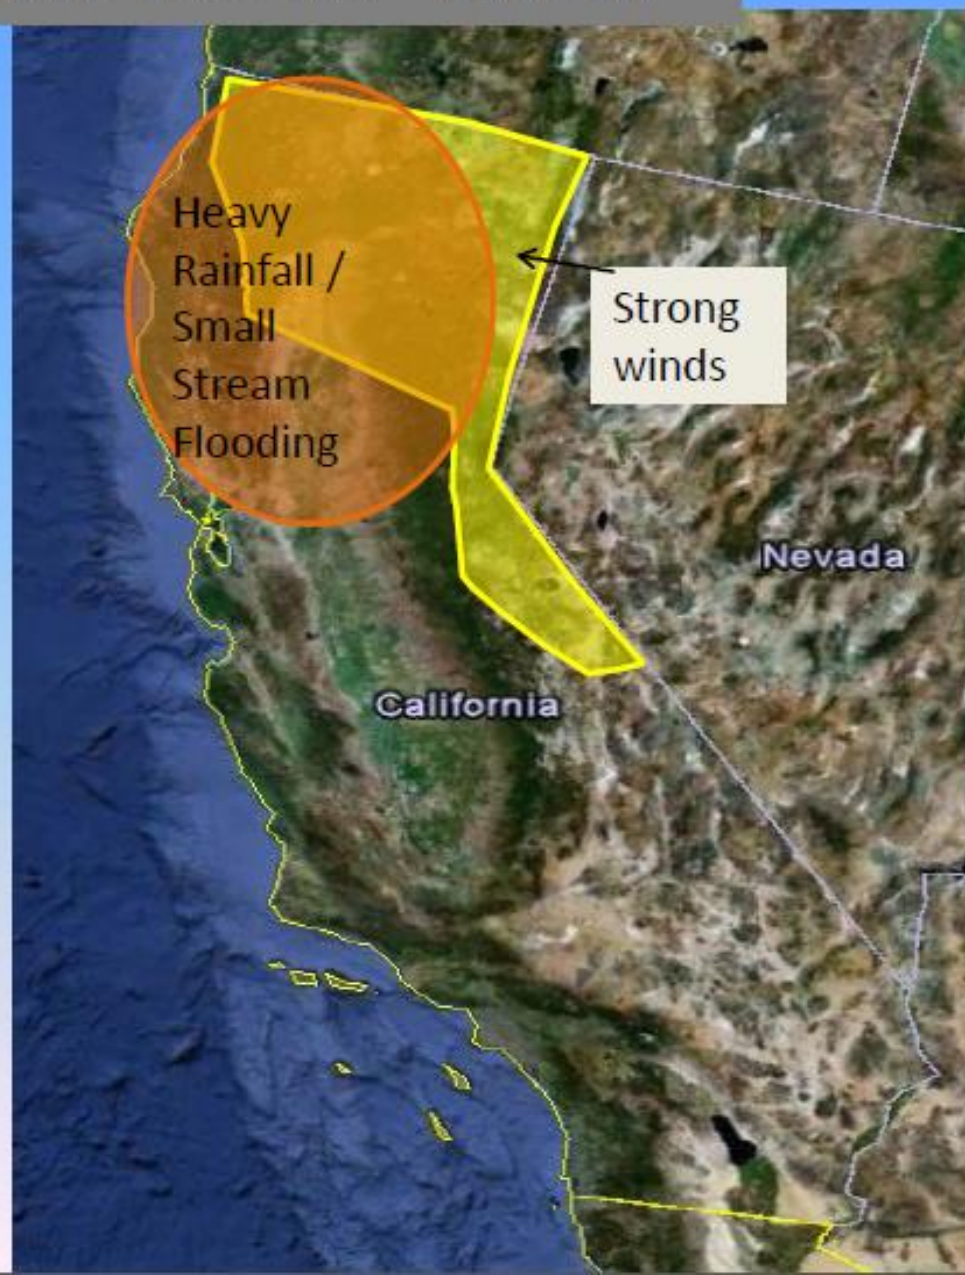 Heavy
Rainfall /
Small
Stream
Flooding
Strong
winds
Nevada
California